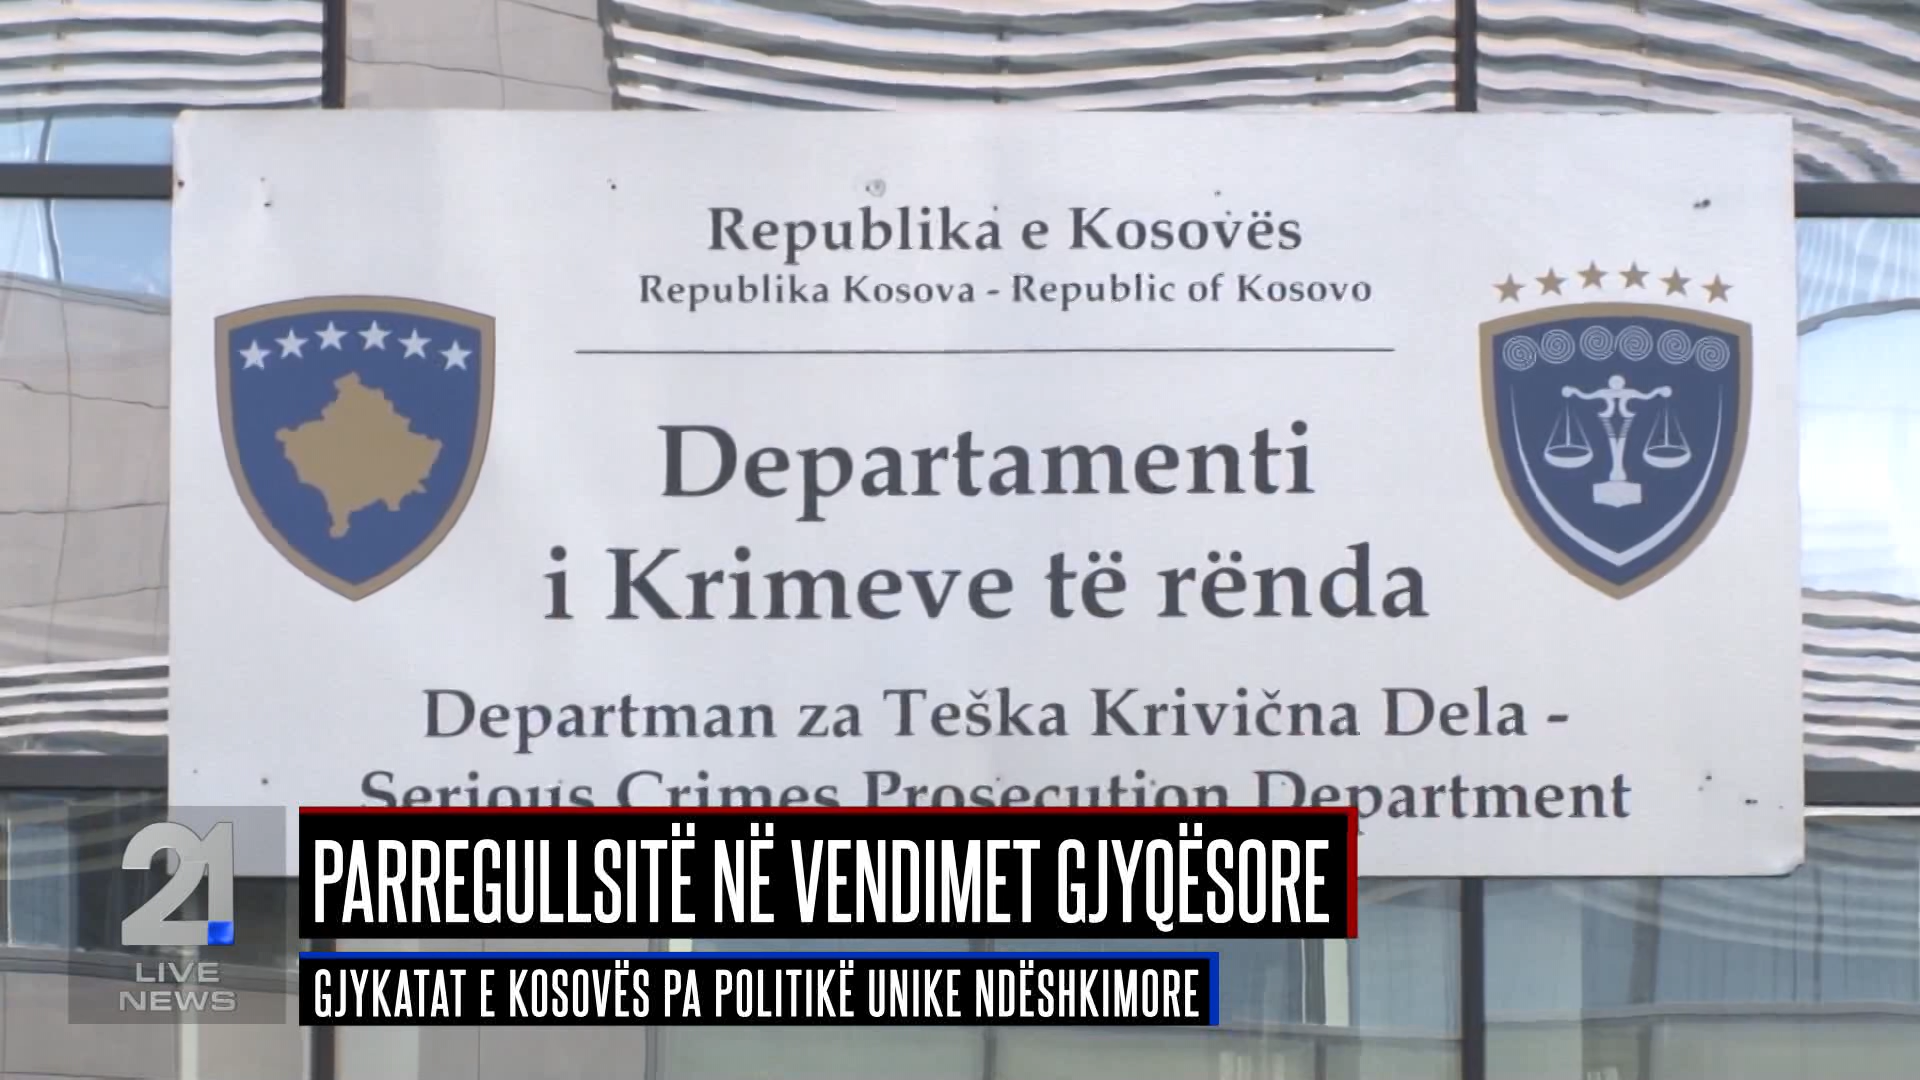 Republika e Kosovës
Republika Kosova - Republic of Kosovo
Departamenti
i Krimeve të rënda
Departman za Teška Krivična Dela -
Serious Crimes Prosecution Department
21
LIVE
NEWS
PARREGULLSITË NË VENDIMET GJYQËSORE
GJYKATAT E KOSOVËS PA POLITIKË UNIKE NDËSHKIMORE